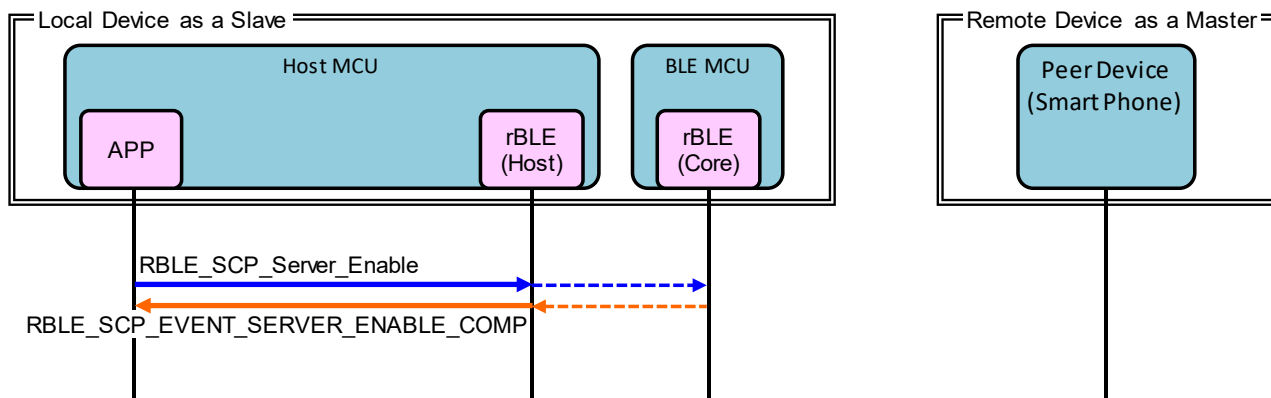 Local Device as a Slave
Remote Device as a Master
Host MCU
BLE MCU
Peer Device
(Smart Phone)
APP
rBLE
(Host)
rBLE
(Core)
RBLE_SCP_Server_Enable
RBLE_SCP_EVENT_SERVER_ENABLE_COMP